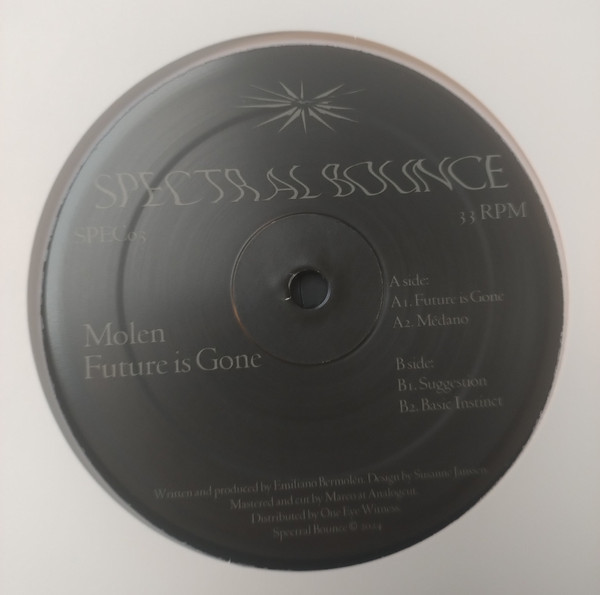 SPECTRAL BOUNCE
SPEC03
33 RPM
Molen
Future is Gone
A side:
A1. Future is Gone
A2. Médano
B side:
B1. Suggestion
B2. Basic Instinct
Written and produced by Emiliano Bermolen. Design by Susanne Janssen.
Mastered and cut by Marco at Analogcut.
Distributed by One Eye Witness.
Spectral Bounce © 2024